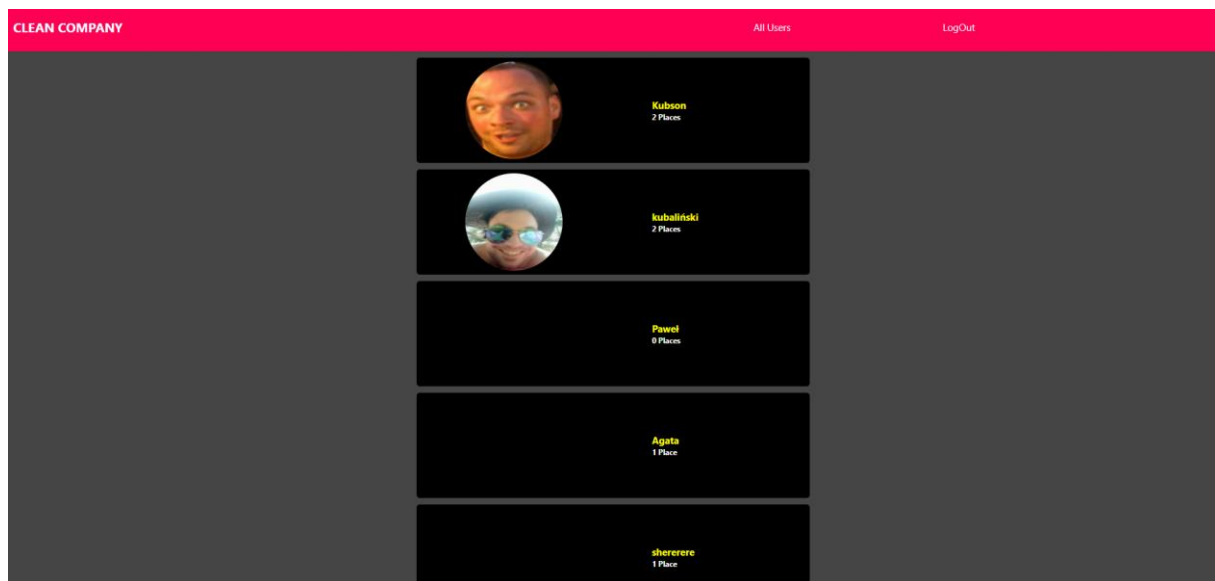 CLEAN COMPANY
All Users
LogOut
Kubson
2 Places
kubaliński
2 Places
Paweł
0 Places
Agata
1 Place
shererere
1 Place